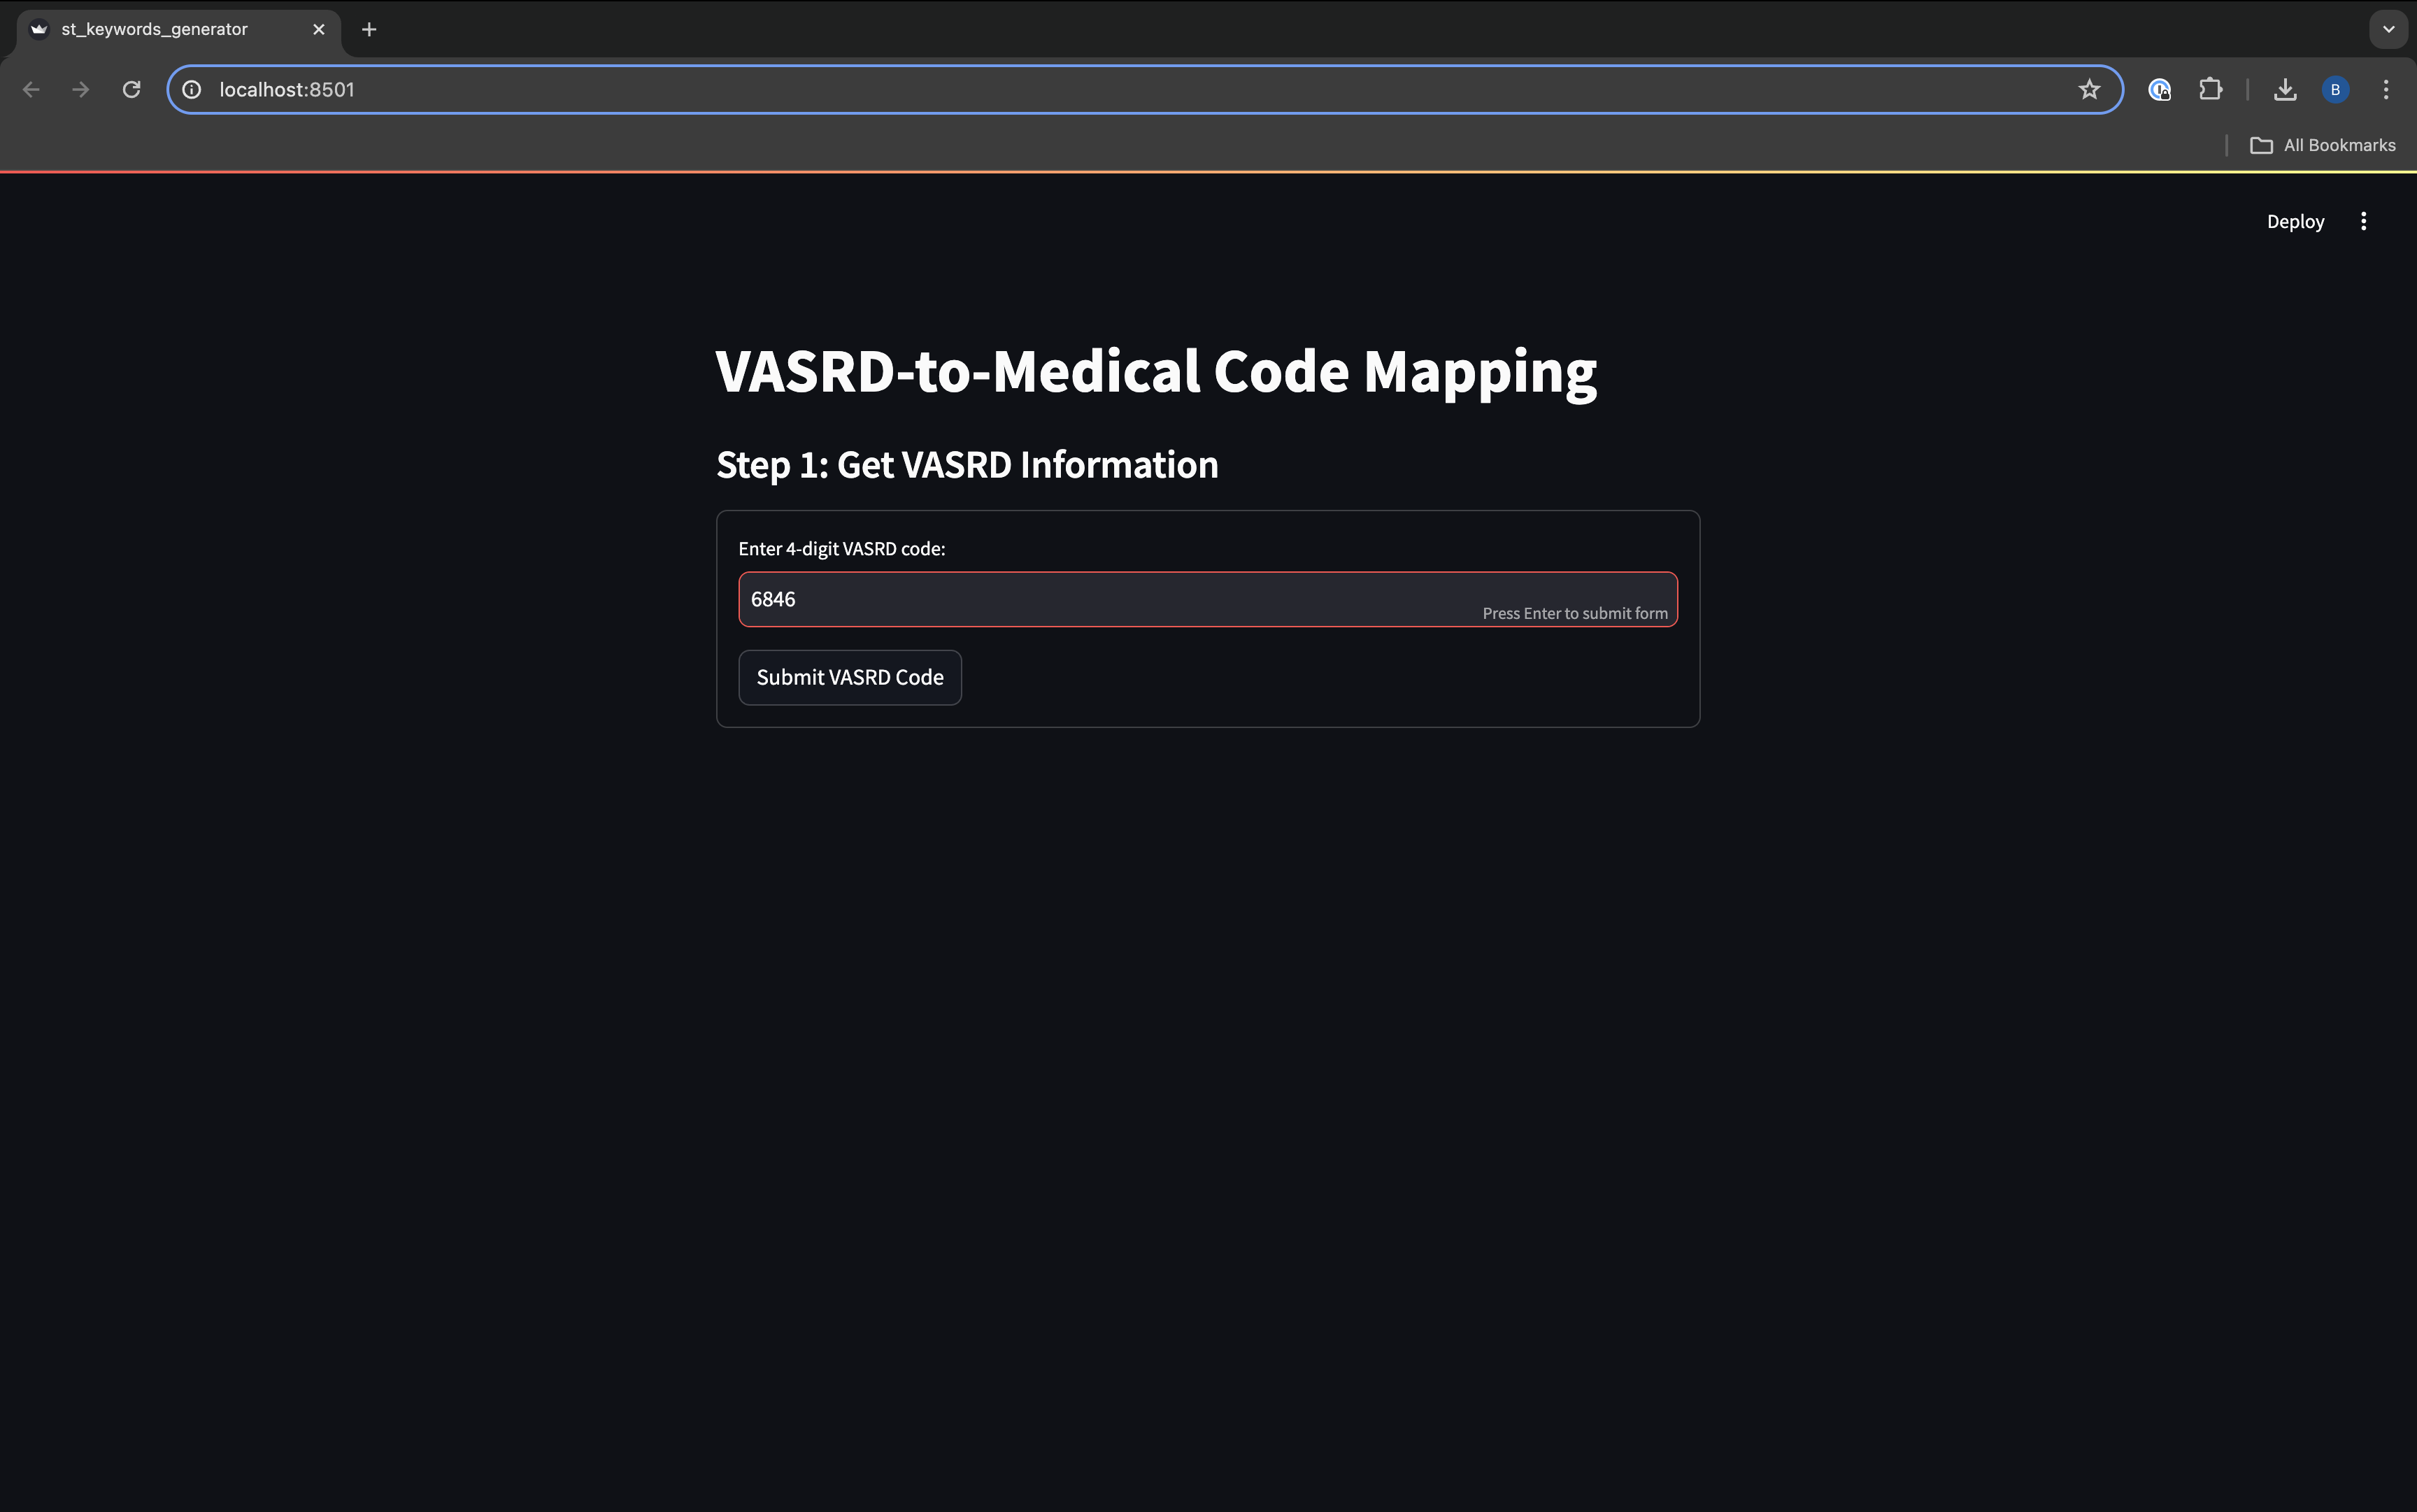 st_keywords_generator
localhost:8501
B
All Bookmarks
Deploy
VASRD-to-Medical Code Mapping
Step 1: Get VASRD Information
Enter 4-digit VASRD code:
6846
Press Enter to submit form
Submit VASRD Code